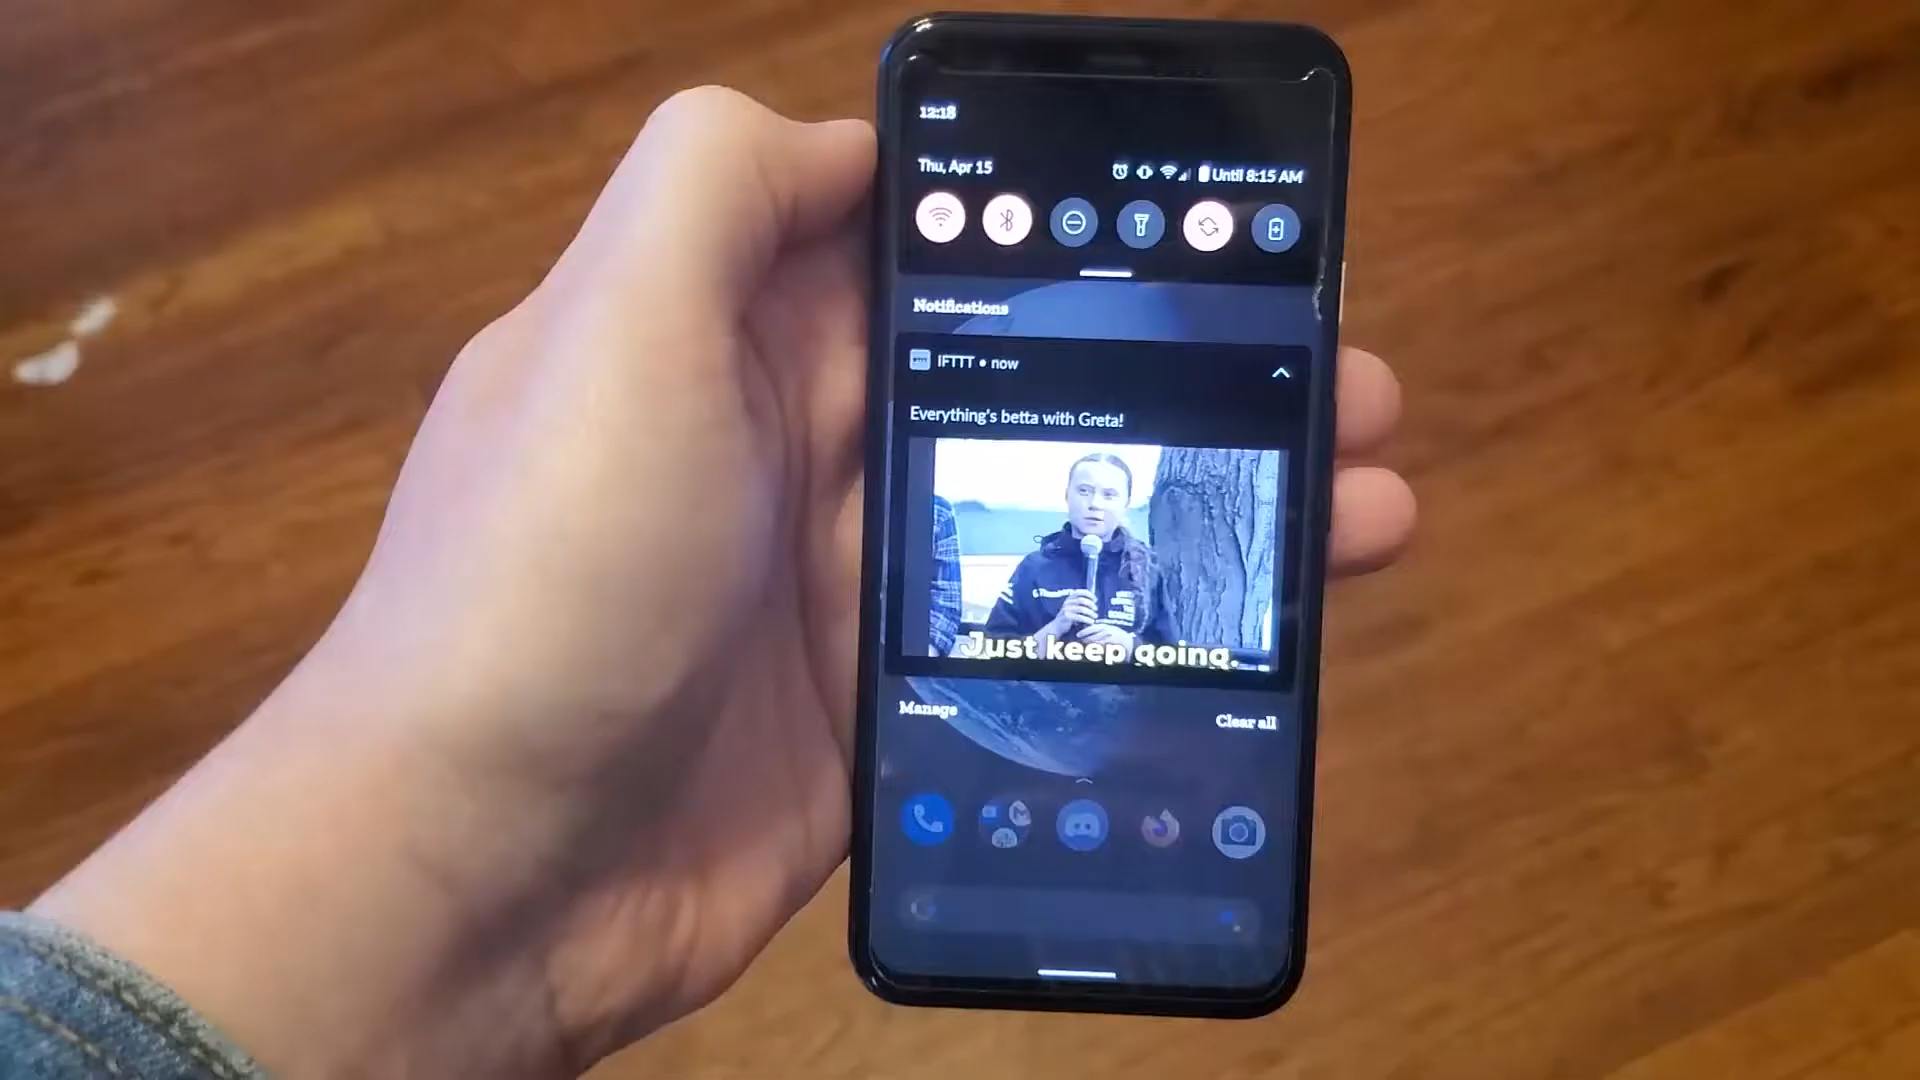 12:18
Thu, Apr 15
Until 8:15 AM
Notifications
IFTTT • now
Everything's betta with Greta!
Just keep going.
Manage
Clear all